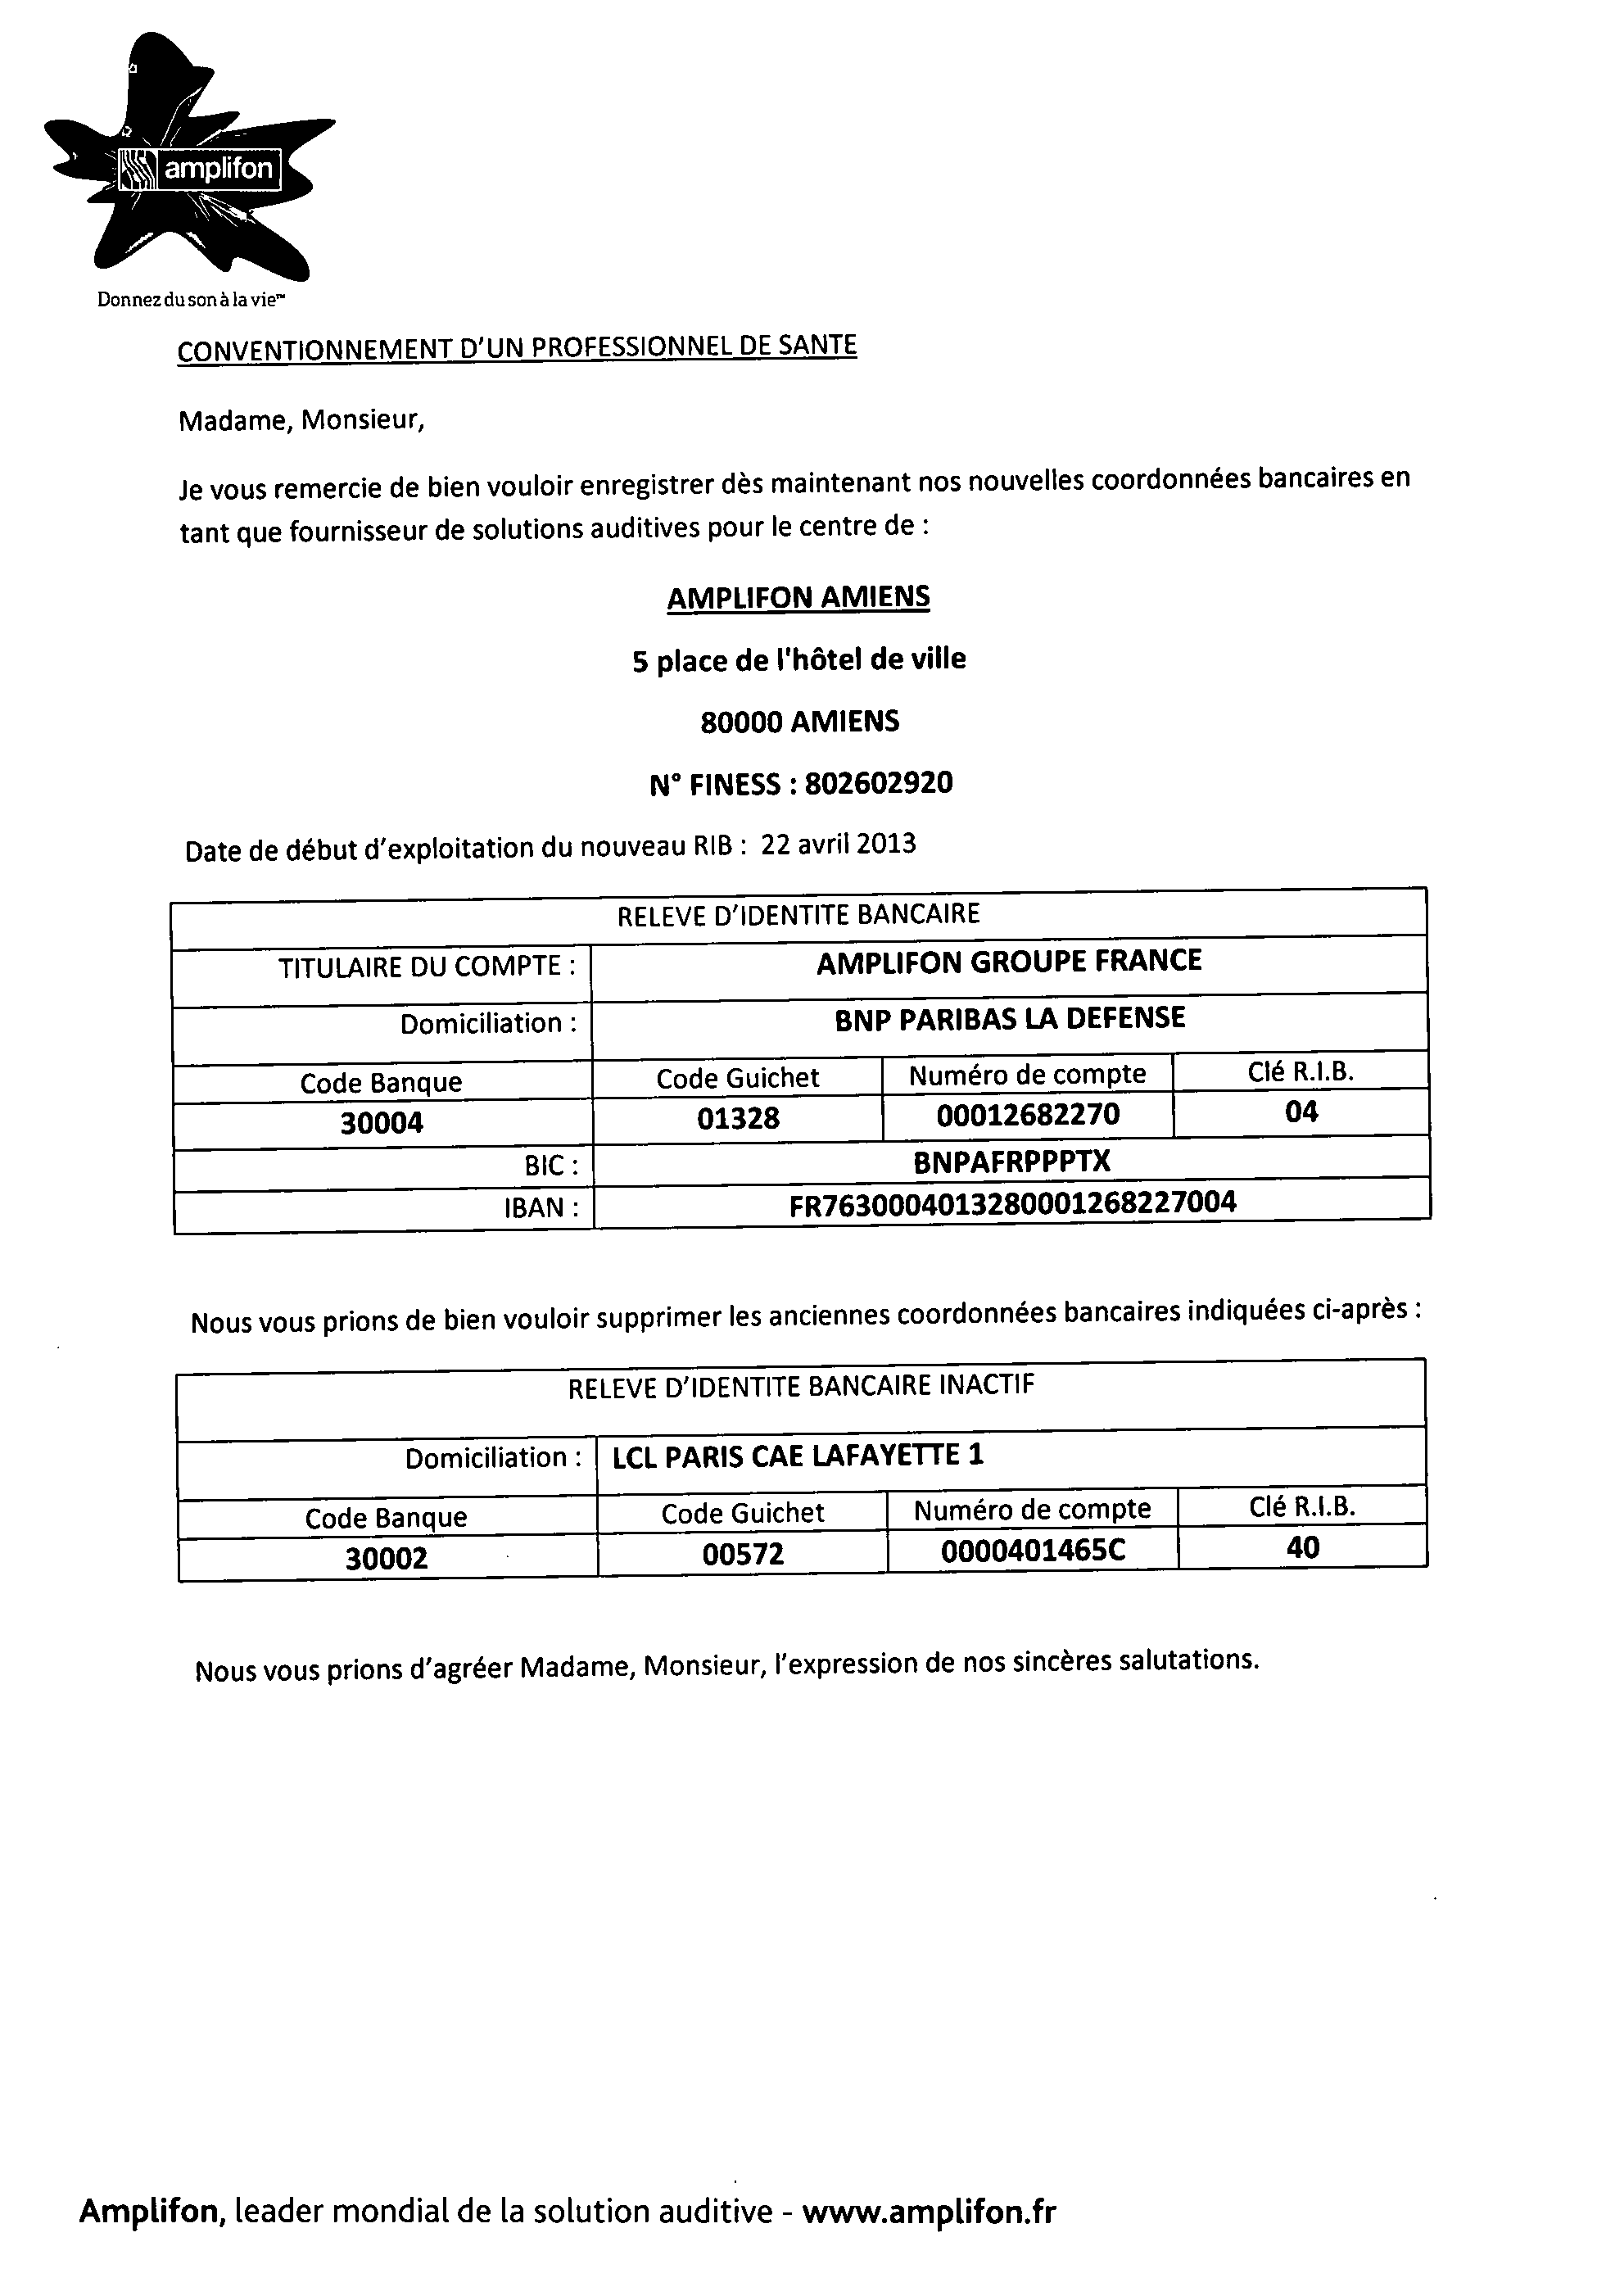 amplifon
Donnez du son à la vie™
CONVENTIONNEMENT D'UN PROFESSIONNEL DE SANTE
Madame, Monsieur,
Je vous remercie de bien vouloir enregistrer dès maintenant nos nouvelles coordonnées bancaires en
tant que fournisseur de solutions auditives pour le centre de :
AMPLIFON AMIENS
5 place de l'hôtel de ville
80000 AMIENS
N° FINESS : 802602920
Date de début d'exploitation du nouveau RIB : 22 avril 2013
RELEVE D'IDENTITE BANCAIRE
TITULAIRE DU COMPTE : AMPLIFON GROUPE FRANCE
Domiciliation : BNP PARIBAS LA DEFENSE
Code Banque Code Guichet Numéro de compte Clé R.I.B.
30004 01328 00012682270 04
BIC : BNPAFRPPPTX
IBAN : FR7630004013280001268227004
Nous vous prions de bien vouloir supprimer les anciennes coordonnées bancaires indiquées ci-après :
RELEVE D'IDENTITE BANCAIRE INACTIF
Domiciliation : LCL PARIS CAE LAFAYETTE 1
Code Banque Code Guichet Numéro de compte Clé R.I.B.
30002 00572 0000401465C 40
Nous vous prions d'agréer Madame, Monsieur, l'expression de nos sincères salutations.
Amplifon, leader mondial de la solution auditive - www.amplifon.fr